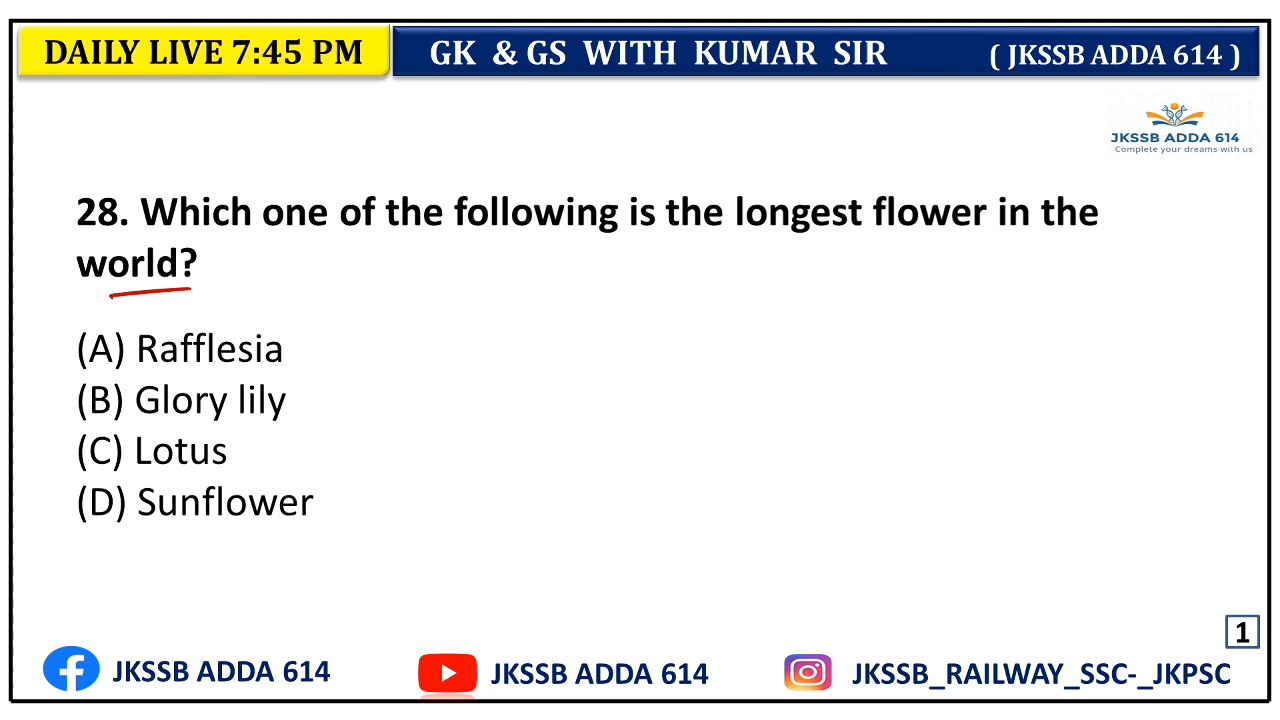 DAILY LIVE 7:45 PM
GK & GS WITH KUMAR SIR ( JKSSB ADDA 614 )
JKSSB ADDA 614
Complete your dreams with us
28. Which one of the following is the longest flower in the
world?
(A) Rafflesia
(B) Glory lily
(C) Lotus
(D) Sunflower
1
JKSSB ADDA 614
JKSSB ADDA 614
JKSSB_RAILWAY_SSC-_JKPSC